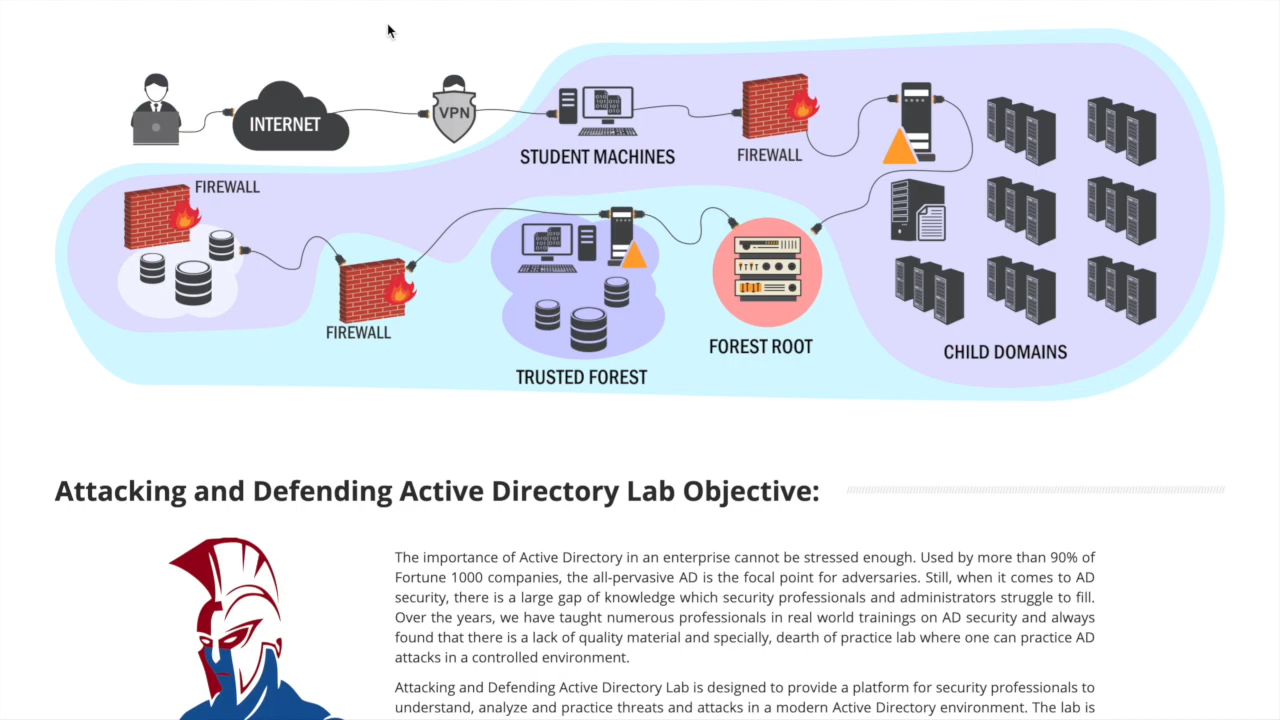 INTERNET
VPN
STUDENT MACHINES
FIREWALL
FIREWALL
FIREWALL
TRUSTED FOREST
FOREST ROOT
CHILD DOMAINS
Attacking and Defending Active Directory Lab Objective:
The importance of Active Directory in an enterprise cannot be stressed enough. Used by more than 90% of
Fortune 1000 companies, the all-pervasive AD is the focal point for adversaries. Still, when it comes to AD
security, there is a large gap of knowledge which security professionals and administrators struggle to fill.
Over the years, we have taught numerous professionals in real world trainings on AD security and always
found that there is a lack of quality material and specially, dearth of practice lab where one can practice AD
attacks in a controlled environment.
Attacking and Defending Active Directory Lab is designed to provide a platform for security professionals to
understand, analyze and practice threats and attacks in a modern Active Directory environment. The lab is